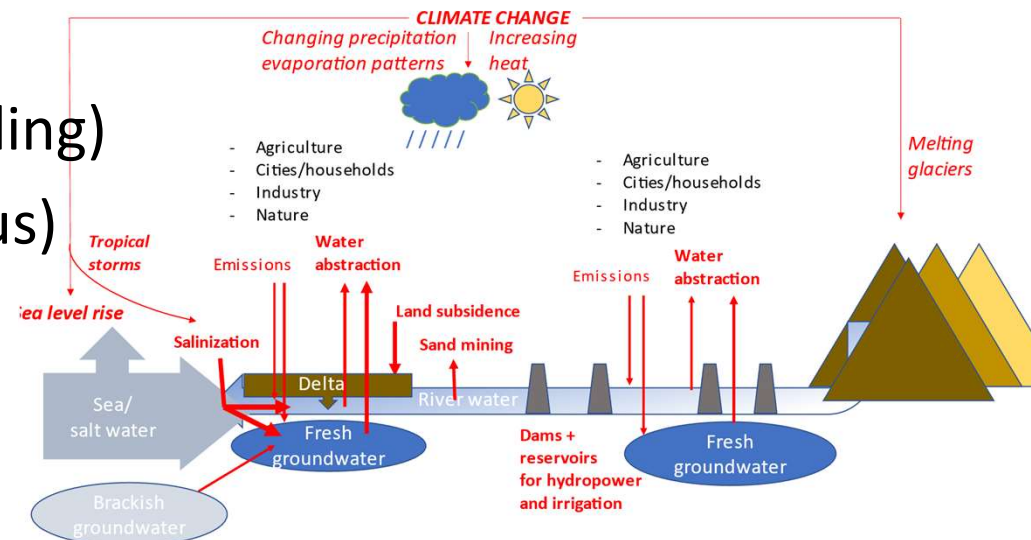 CLIMATE CHANGE
Changing precipitation
evaporation patterns
Increasing
heat
ling)
us)
Melting
glaciers
- Agriculture
- Cities/households
- Industry
- Nature
- Agriculture
- Cities/households
- Industry
- Nature
Tropical
storms
Emissions
Water
abstraction
Emissions
Water
abstraction
ea level rise
Salinization
Land subsidence
Sand mining
Delta
River water
Sea/
salt water
Fresh
groundwater
Dams +
reservoirs
for hydropower
and irrigation
Fresh
groundwater
Brackish
groundwater